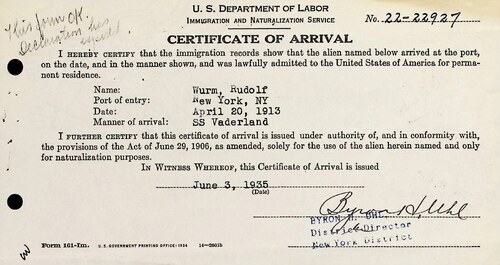 U. S. DEPARTMENT OF LABOR
IMMIGRATION AND NATURALIZATION SERVICE
No. 22-22927
This form OK
Declaration has
CERTIFICATE OF ARRIVAL
I HEREBY CERTIFY that the immigration records show that the alien named below arrived at the port,
on the date, and in the manner shown, and was lawfully admitted to the United States of America for perma-
nent residence.
Name: Wurm, Rudolf
Port of entry: New York, NY
Date: April 20, 1913
Manner of arrival: SS Vaderland
I FURTHER CERTIFY that this certificate of arrival is issued under authority of, and in conformity with,
the provisions of the Act of June 29, 1906, as amended, solely for the use of the alien herein named and only
for naturalization purposes.
IN WITNESS WHEREOF, this Certificate of Arrival is issued
June 3, 1935
(Date)
Byron H. Uhl
BYRON H. UHL
District Director
New York District
Form 161-Im.
U. S. GOVERNMENT PRINTING OFFICE: 1934